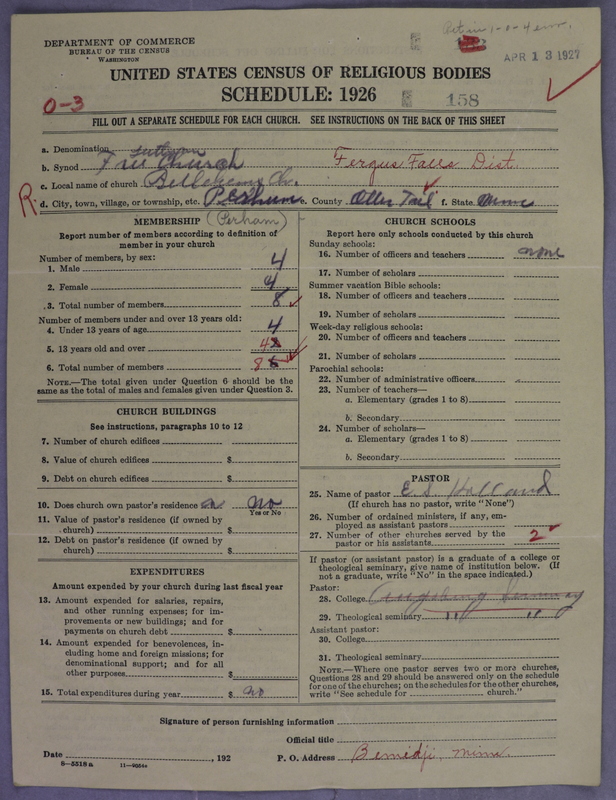 DEPARTMENT OF COMMERCE
BUREAU OF THE CENSUS
WASHINGTON
APR 13 1927
UNITED STATES CENSUS OF RELIGIOUS BODIES
SCHEDULE: 1926
158
0-3
FILL OUT A SEPARATE SCHEDULE FOR EACH CHURCH. SEE INSTRUCTIONS ON THE BACK OF THIS SHEET
a. Denomination Lutheran
b. Synod Free Church Fergus Falls Dist.
c. Local name of church Ch.
R. d. City, town, village, or township, etc. Perhum e. County Otter Tail f. State Minn
MEMBERSHIP (Perham)
Report number of members according to definition of
member in your church
Number of members, by sex:
1. Male 4
2. Female 4
3. Total number of members 8
Number of members under and over 13 years old:
4. Under 13 years of age 4
5. 13 years old and over 4
6. Total number of members 8
NOTE.—The total given under Question 6 should be
same as the total of males and females given under Question 3.
CHURCH BUILDINGS
See instructions, paragraphs 10 to 12
7. Number of church edifices
8. Value of church edifices $
9. Debt on church edifices $
10. Does church own pastor's residence no
Yes or No
11. Value of pastor's residence (if owned by
church) $
12. Debt on pastor's residence (if owned by
church) $
EXPENDITURES
Amount expended by your church during last fiscal year
13. Amount expended for salaries, repairs,
and other running expenses; for im-
provements or new buildings; and for
payments on church debt $
14. Amount expended for benevolences, in-
cluding home and foreign missions; for
denominational support; and for all
other purposes $
15. Total expenditures during year $ no
CHURCH SCHOOLS
Report here only schools conducted by this church
Sunday schools:
16. Number of officers and teachers none
17. Number of scholars
Summer vacation Bible schools:
18. Number of officers and teachers
19. Number of scholars
Week-day religious schools:
20. Number of officers and teachers
21. Number of scholars
Parochial schools:
22. Number of administrative officers
23. Number of teachers—
a. Elementary (grades 1 to 8)
b. Secondary
24. Number of scholars—
a. Elementary (grades 1 to 8)
b. Secondary
PASTOR
25. Name of pastor E. S.
(If church has no pastor, write "None")
26. Number of ordained ministers, if any, em-
ployed as assistant pastors
27. Number of other churches served by the
pastor or his assistants 2
If pastor (or assistant pastor) is a graduate of a college or
theological seminary, give name of institution below. (If
not a graduate, write "No" in the space indicated.)
Pastor:
28. College Augsburg Seminary
29. Theological seminary " "
Assistant pastor:
30. College
31. Theological seminary
NOTE.—Where one pastor serves two or more churches,
Questions 28 and 29 should be answered only on the schedule
for one of the churches; on the schedules for the other churches,
write "See schedule for church."
Signature of person furnishing information
Official title
Date , 192 P. O. Address Bemedji, Minn.
8—5518a 11—9654a